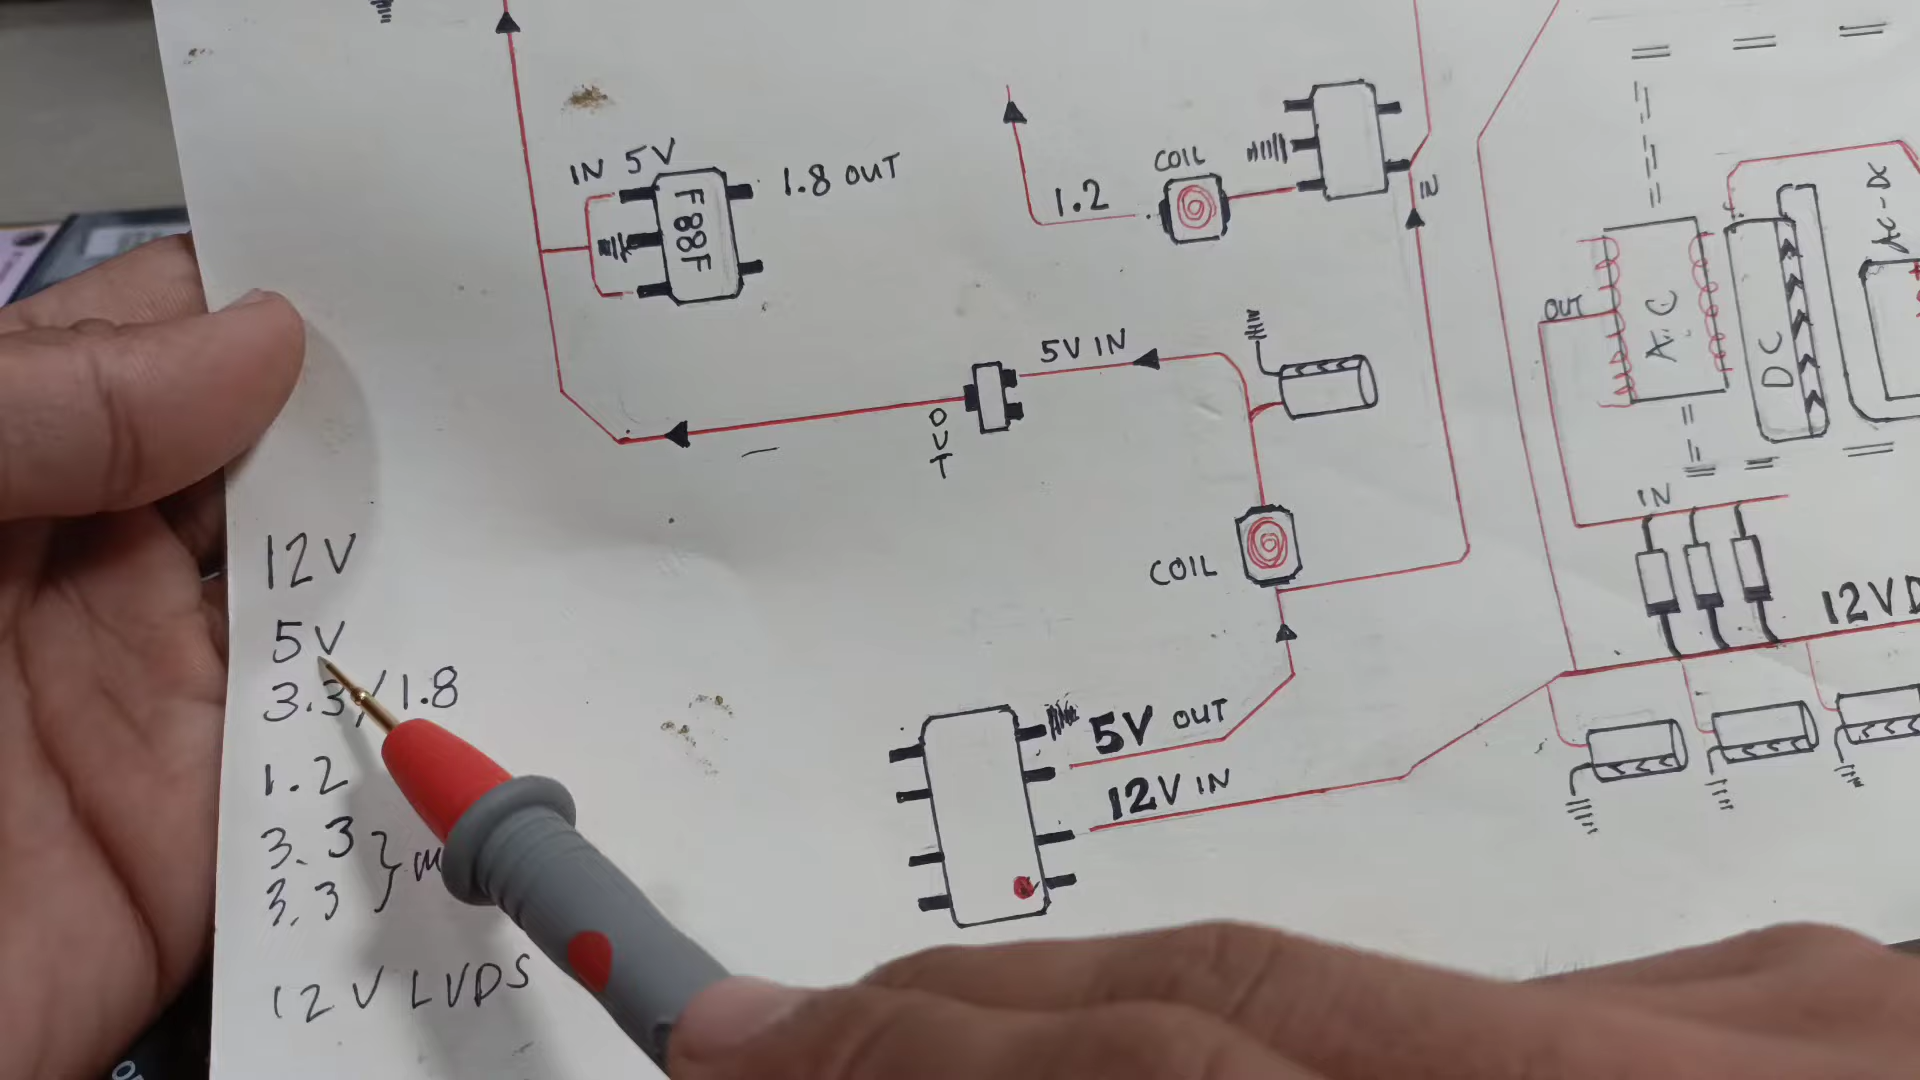 IN 5V
F88F
1.8 OUT
1.2
COIL
IN
5V IN
OUT
COIL
5V OUT
12V IN
OUT
AC
DC
AC-DC
IN
12V D
12V
5V
3.3/1.8
1.2
3.3
3.3
12V LVDS